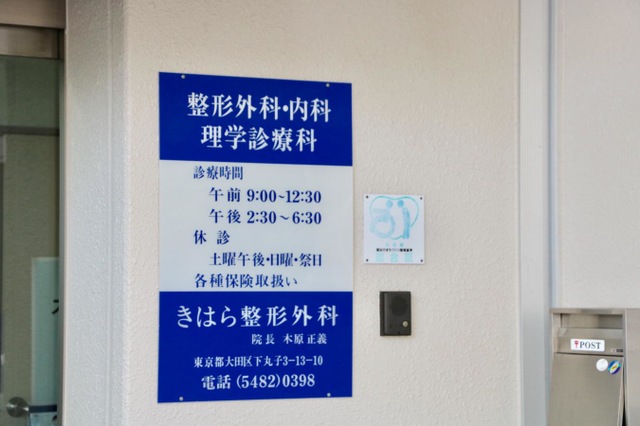 整形外科・内科
理学診療科
診療時間
午前 9:00~12:30
午後 2:30~6:30
休 診
土曜午後・日曜・祭日
各種保険取扱い
きはら整形外科
院長 木原正義
東京都大田区下丸子3-13-10
電話 (5482)0398
〒POST